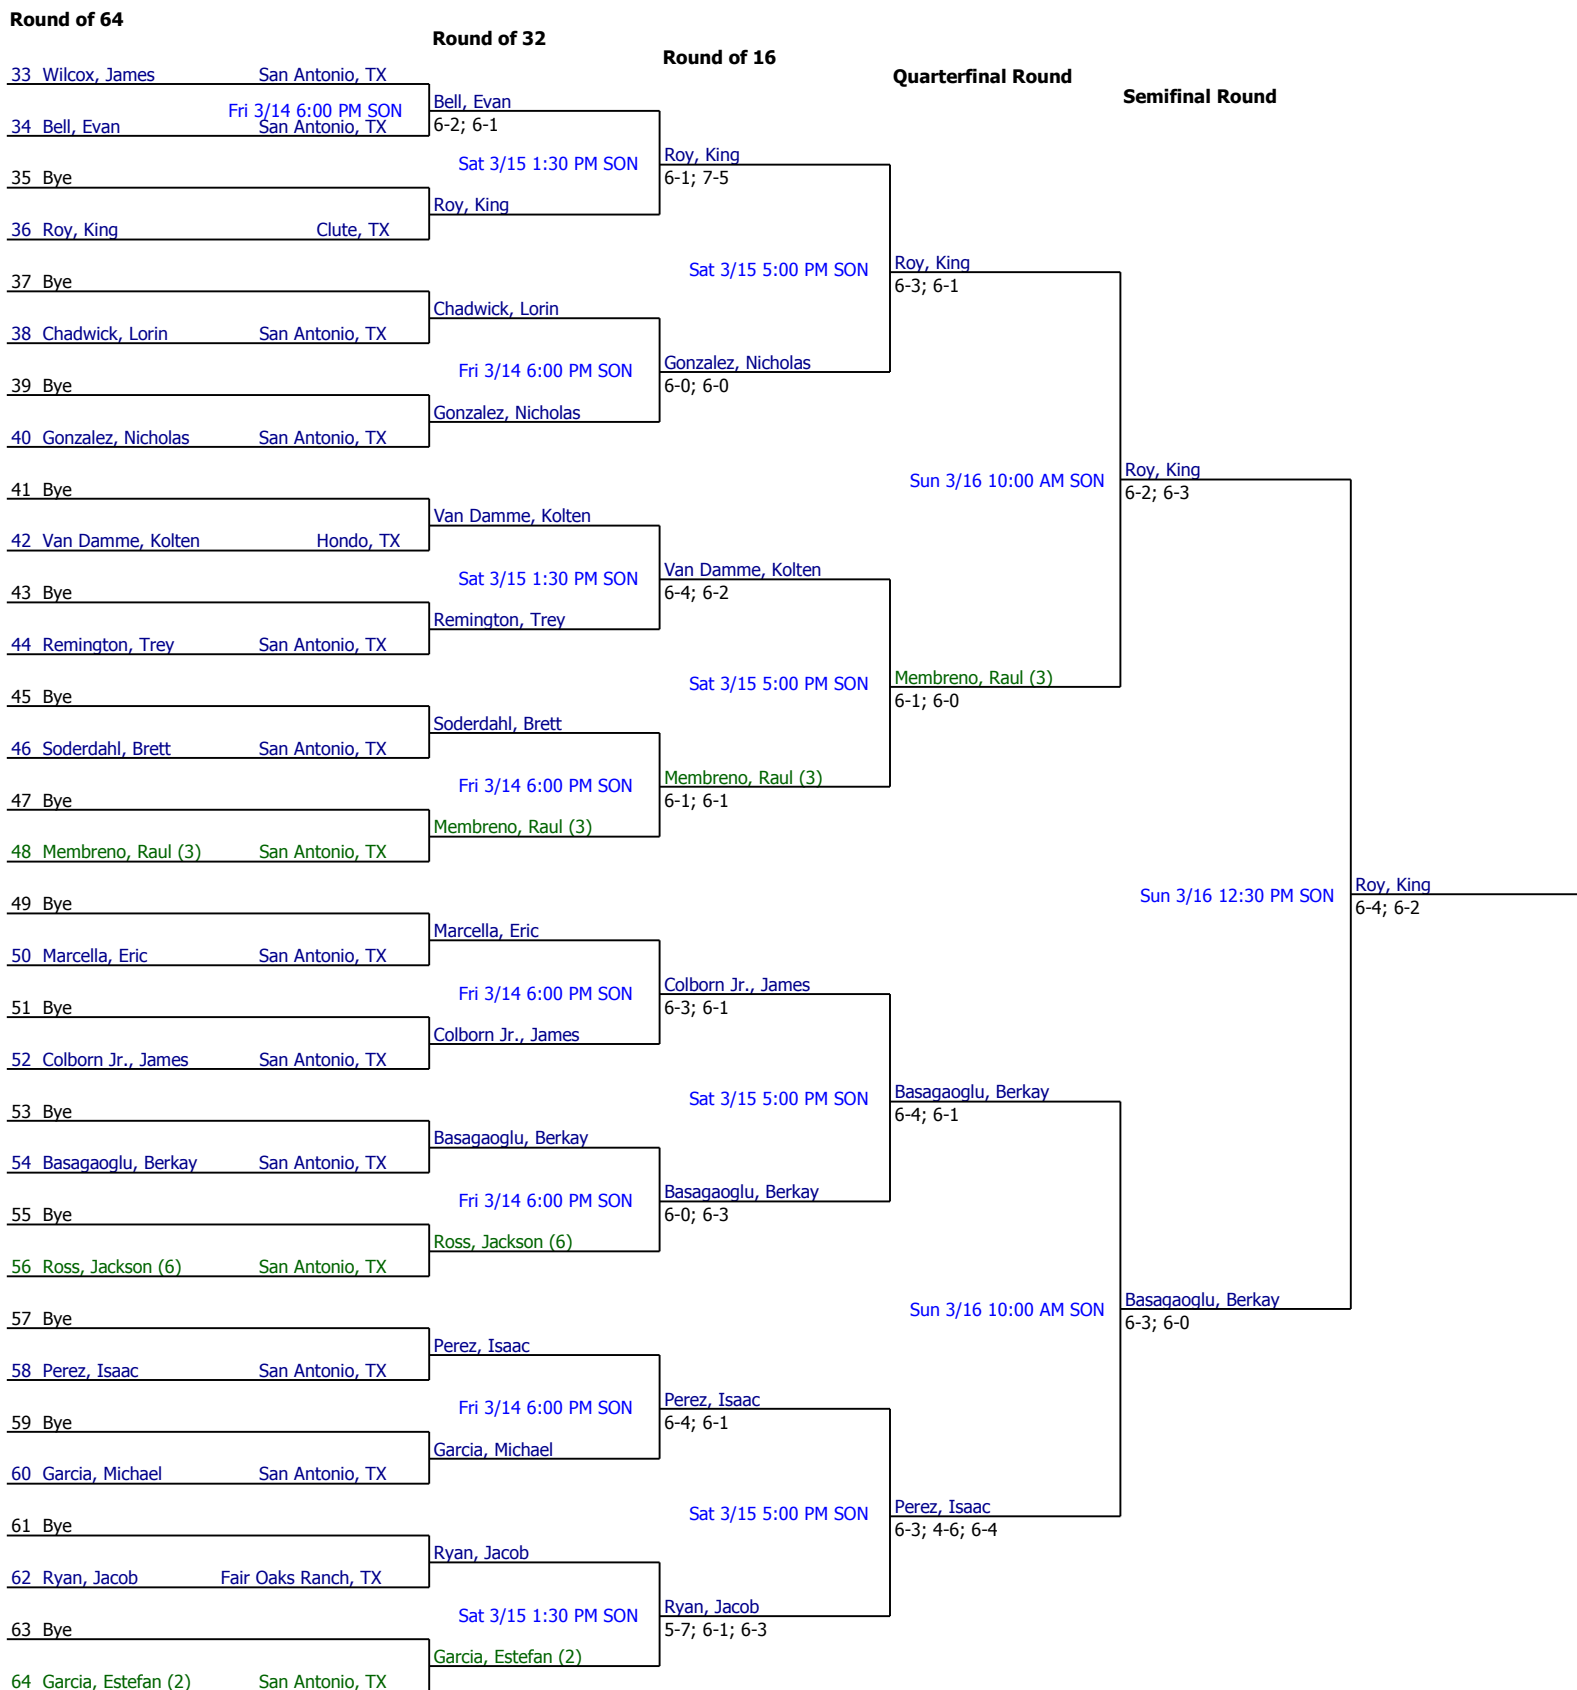 Round of 64
Round of 32
Round of 16
Quarterfinal Round
Semifinal Round
33 Wilcox, James San Antonio, TX
Bell, Evan
Fri 3/14 6:00 PM SON
6-2; 6-1
34 Bell, Evan San Antonio, TX
Roy, King
Sat 3/15 1:30 PM SON
6-1; 7-5
35 Bye
Roy, King
36 Roy, King Clute, TX
Roy, King
Sat 3/15 5:00 PM SON
6-3; 6-1
37 Bye
Chadwick, Lorin
38 Chadwick, Lorin San Antonio, TX
Gonzalez, Nicholas
Fri 3/14 6:00 PM SON
6-0; 6-0
39 Bye
Gonzalez, Nicholas
40 Gonzalez, Nicholas San Antonio, TX
Roy, King
Sun 3/16 10:00 AM SON
6-2; 6-3
41 Bye
Van Damme, Kolten
42 Van Damme, Kolten Hondo, TX
Van Damme, Kolten
Sat 3/15 1:30 PM SON
6-4; 6-2
43 Bye
Remington, Trey
44 Remington, Trey San Antonio, TX
Membreno, Raul (3)
Sat 3/15 5:00 PM SON
6-1; 6-0
45 Bye
Soderdahl, Brett
46 Soderdahl, Brett San Antonio, TX
Membreno, Raul (3)
Fri 3/14 6:00 PM SON
6-1; 6-1
47 Bye
Membreno, Raul (3)
48 Membreno, Raul (3) San Antonio, TX
Roy, King
Sun 3/16 12:30 PM SON
6-4; 6-2
49 Bye
Marcella, Eric
50 Marcella, Eric San Antonio, TX
Colborn Jr., James
Fri 3/14 6:00 PM SON
6-3; 6-1
51 Bye
Colborn Jr., James
52 Colborn Jr., James San Antonio, TX
Basagaoglu, Berkay
Sat 3/15 5:00 PM SON
6-4; 6-1
53 Bye
Basagaoglu, Berkay
54 Basagaoglu, Berkay San Antonio, TX
Basagaoglu, Berkay
Fri 3/14 6:00 PM SON
6-0; 6-3
55 Bye
Ross, Jackson (6)
56 Ross, Jackson (6) San Antonio, TX
Basagaoglu, Berkay
Sun 3/16 10:00 AM SON
6-3; 6-0
57 Bye
Perez, Isaac
58 Perez, Isaac San Antonio, TX
Perez, Isaac
Fri 3/14 6:00 PM SON
6-4; 6-1
59 Bye
Garcia, Michael
60 Garcia, Michael San Antonio, TX
Perez, Isaac
Sat 3/15 5:00 PM SON
6-3; 4-6; 6-4
61 Bye
Ryan, Jacob
62 Ryan, Jacob Fair Oaks Ranch, TX
Ryan, Jacob
Sat 3/15 1:30 PM SON
5-7; 6-1; 6-3
63 Bye
Garcia, Estefan (2)
64 Garcia, Estefan (2) San Antonio, TX